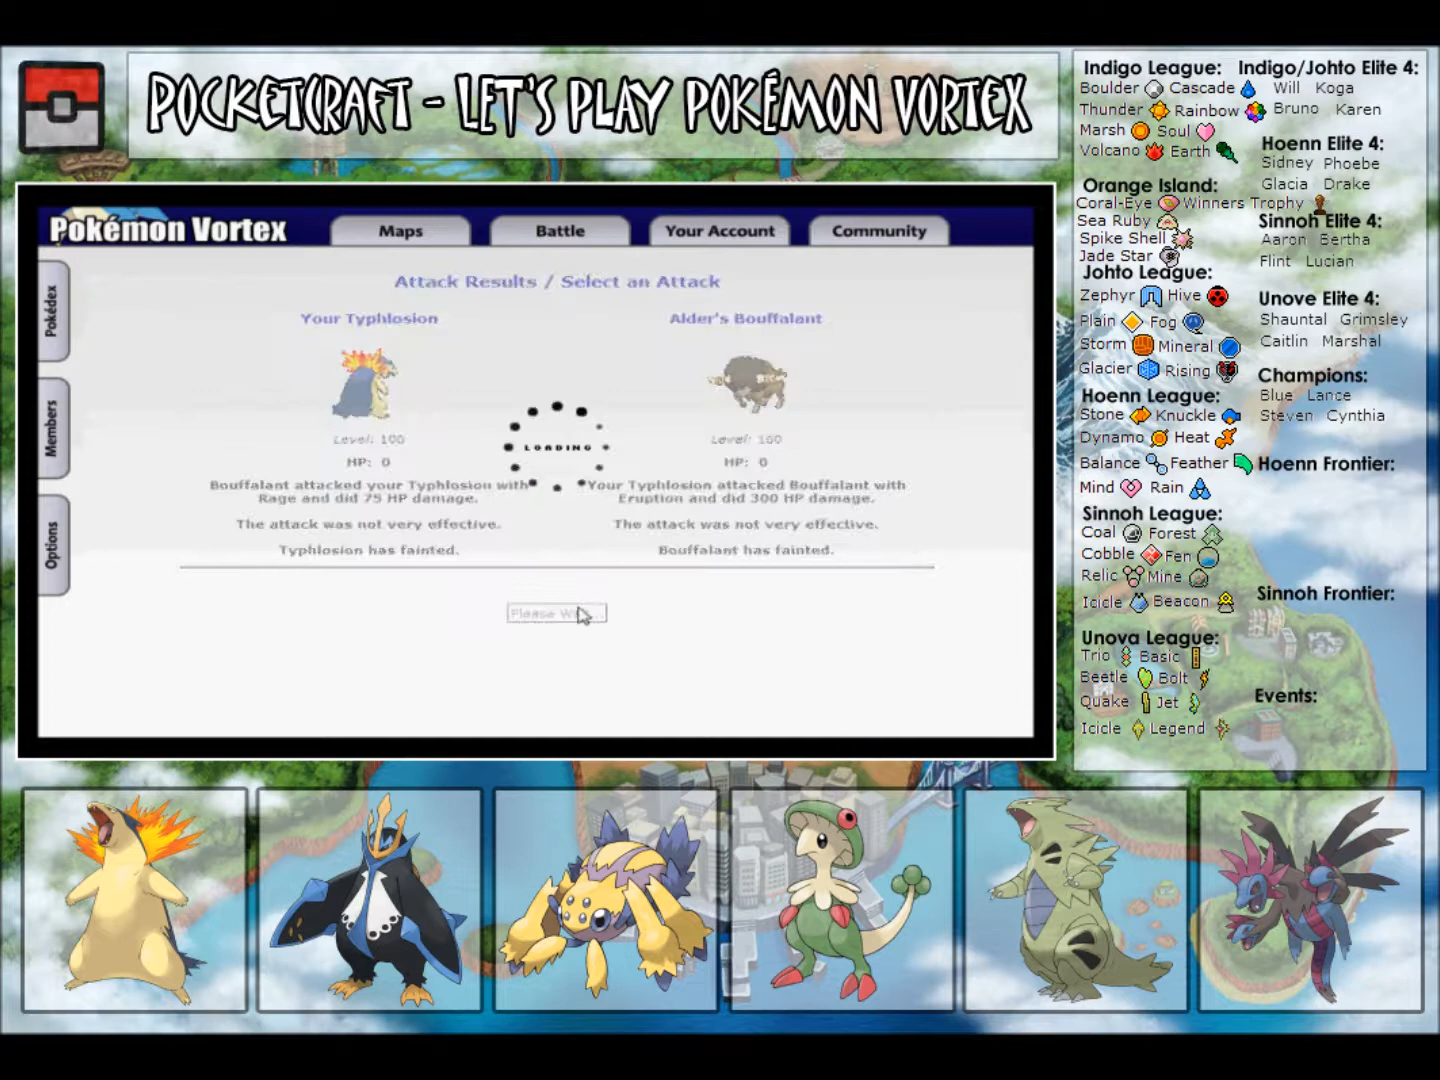 POCKETCRAFT - LET'S PLAY POKÉMON VORTEX
Pokémon Vortex
Maps
Battle
Your Account
Community
Pokédex
Members
Options
Attack Results / Select an Attack
Your Typhlosion
Alder's Bouffalant
Level: 100
Level: 100
HP: 0
HP: 0
LOADING
Bouffalant attacked your Typhlosion with
Rage and did 75 HP damage.
The attack was not very effective.
Typhlosion has fainted.
Your Typhlosion attacked Bouffalant with
Eruption and did 300 HP damage.
The attack was not very effective.
Bouffalant has fainted.
Please
Indigo League:
Boulder Cascade
Thunder Rainbow
Marsh Soul
Volcano Earth
Orange Island:
Coral-Eye Winners Trophy
Sea Ruby
Spike Shell
Jade Star
Johto League:
Zephyr Hive
Plain Fog
Storm Mineral
Glacier Rising
Hoenn League:
Stone Knuckle
Dynamo Heat
Balance Feather
Mind Rain
Sinnoh League:
Coal Forest
Cobble Fen
Relic Mine
Icicle Beacon
Unova League:
Trio Basic
Beetle Bolt
Quake Jet
Icicle Legend
Indigo/Johto Elite 4:
Will Koga
Bruno Karen
Hoenn Elite 4:
Sidney Phoebe
Glacia Drake
Sinnoh Elite 4:
Aaron Bertha
Flint Lucian
Unove Elite 4:
Shauntal Grimsley
Caitlin Marshal
Champions:
Blue Lance
Steven Cynthia
Hoenn Frontier:
Sinnoh Frontier:
Events: